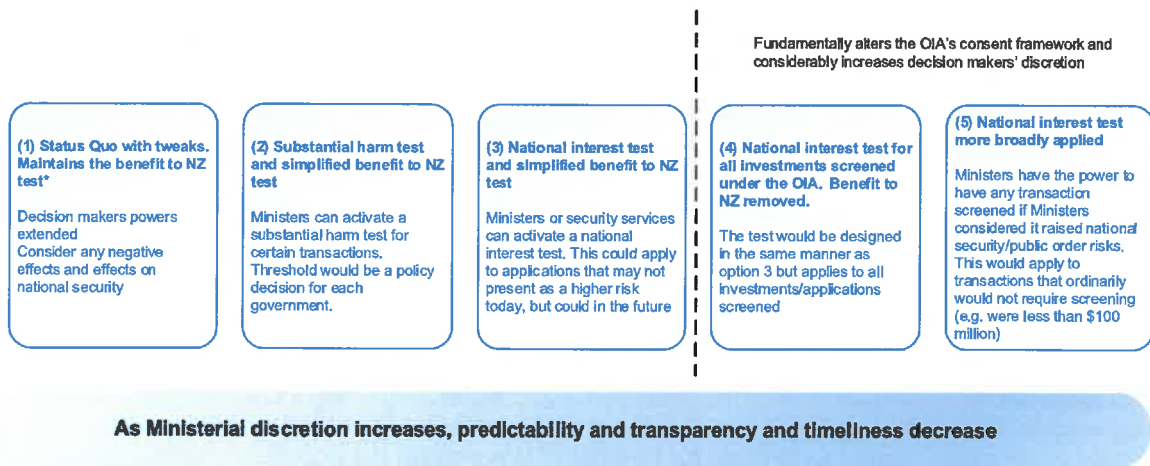 Fundamentally alters the OIA's consent framework and
considerably increases decision makers' discretion
(1) Status Quo with tweaks.
Maintains the benefit to NZ
test*
Decision makers powers
extended
Consider any negative
effects and effects on
national security
(2) Substantial harm test
and simplified benefit to NZ
test
Ministers can activate a
substantial harm test for
certain transactions.
Threshold would be a policy
decision for each
government.
(3) National interest test
and simplified benefit to NZ
test
Ministers or security services
can activate a national
interest test. This could apply
to applications that may not
present as a higher risk
today, but could in the future
(4) National interest test for
all investments screened
under the OIA. Benefit to
NZ removed.
The test would be designed
in the same manner as
option 3 but applies to all
investments/applications
screened
(5) National interest test
more broadly applied
Ministers have the power to
have any transaction
screened if Ministers
considered it raised national
security/public order risks.
This would apply to
transactions that ordinarily
would not require screening
(e.g. were less than $100
million)
As Ministerial discretion increases, predictability and transparency and timeliness decrease